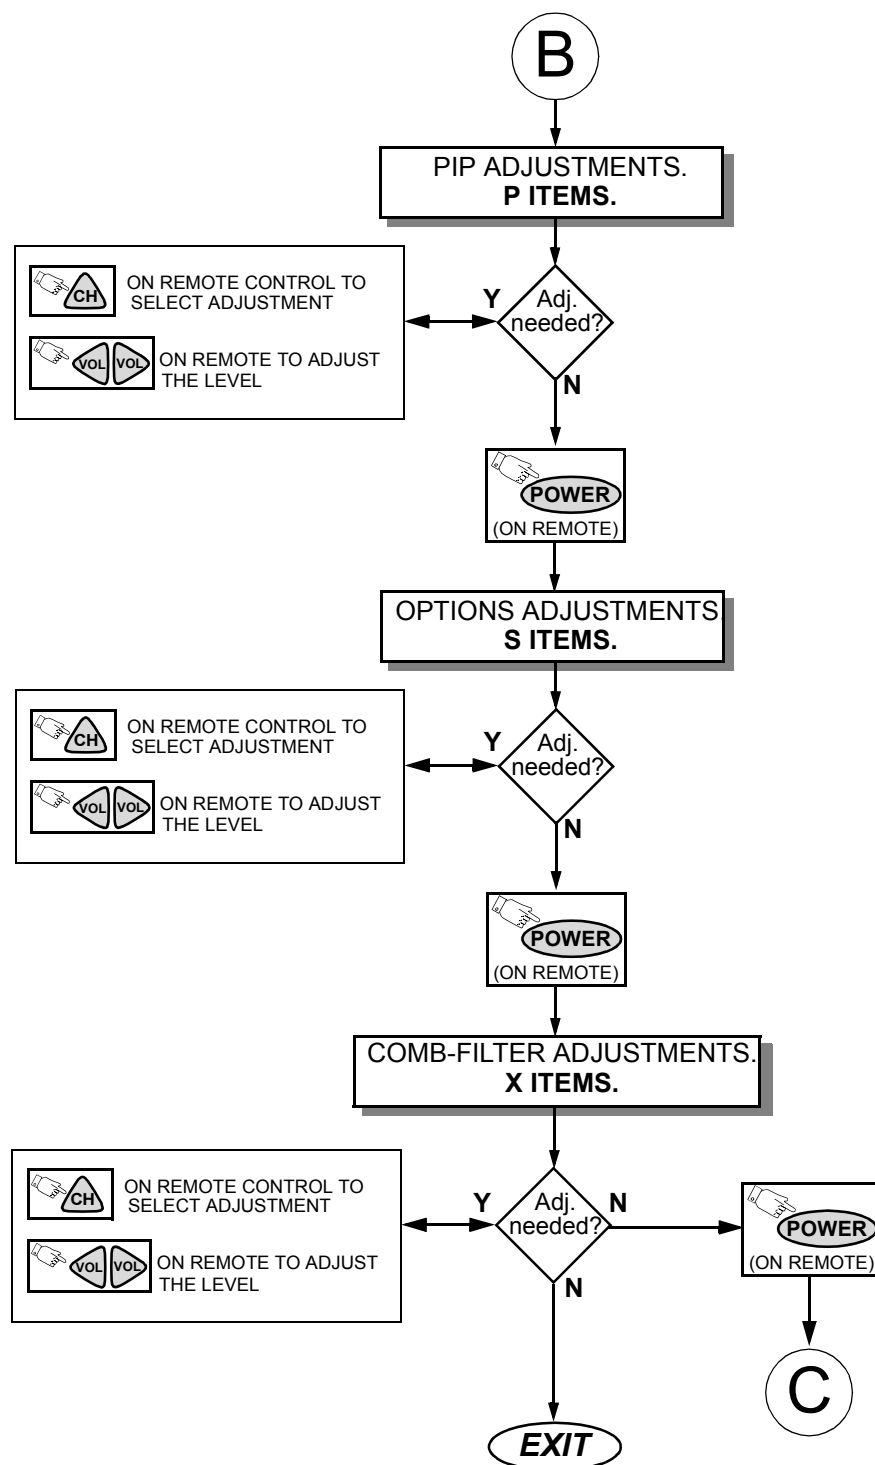 B
PIP ADJUSTMENTS.
P ITEMS.
CH
ON REMOTE CONTROL TO
SELECT ADJUSTMENT
VOL VOL
ON REMOTE TO ADJUST
THE LEVEL
Y
Adj.
needed?
N
POWER
(ON REMOTE)
OPTIONS ADJUSTMENTS.
S ITEMS.
CH
ON REMOTE CONTROL TO
SELECT ADJUSTMENT
VOL VOL
ON REMOTE TO ADJUST
THE LEVEL
Y
Adj.
needed?
N
POWER
(ON REMOTE)
COMB-FILTER ADJUSTMENTS.
X ITEMS.
CH
ON REMOTE CONTROL TO
SELECT ADJUSTMENT
VOL VOL
ON REMOTE TO ADJUST
THE LEVEL
Y
Adj.
needed?
N
N
POWER
(ON REMOTE)
C
EXIT